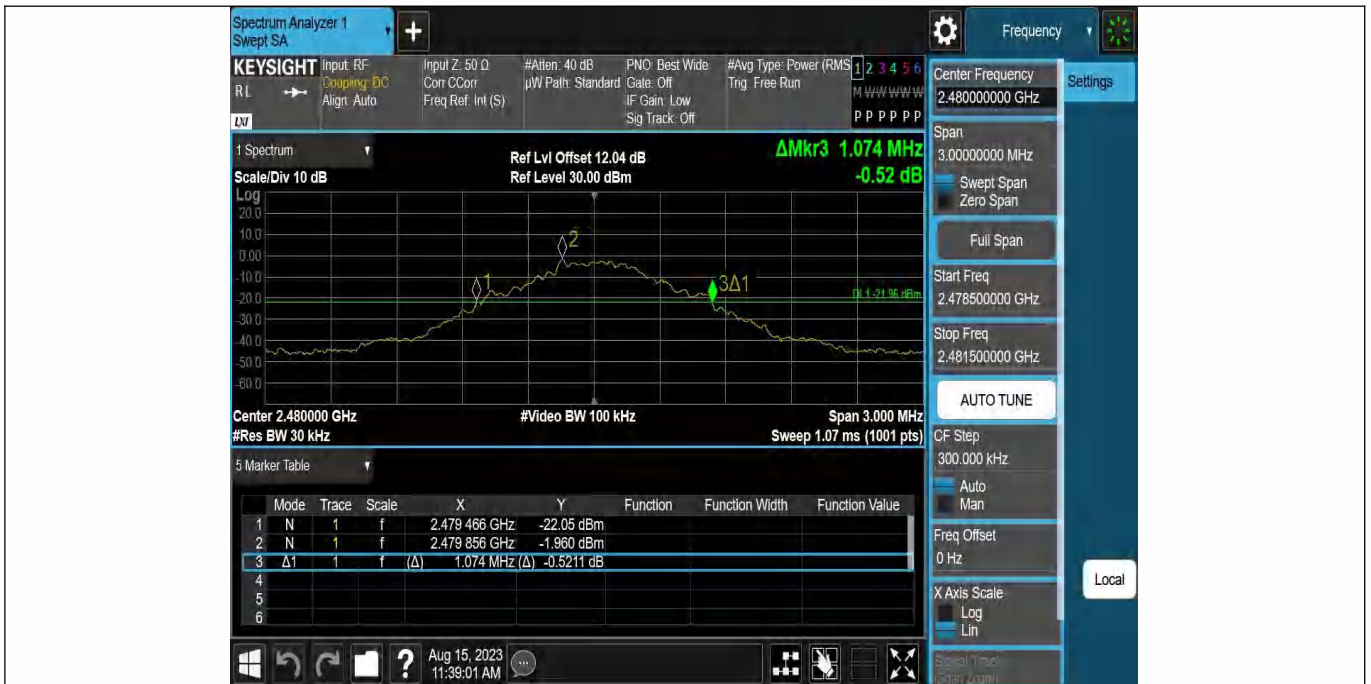 Spectrum Analyzer 1
Swept SA
+
Frequency
KEYSIGHT
RL
LXI
Input: RF
Coupling: DC
Align: Auto
Input Z: 50 Ω
Corr CCorr
Freq Ref: Int (S)
#Atten: 40 dB
µW Path: Standard
PNO: Best Wide
Gate: Off
IF Gain: Low
Sig Track: Off
#Avg Type: Power (RMS
Trig: Free Run
1 2 3 4 5 6
M W W W W W
P P P P P P
1 Spectrum
Scale/Div 10 dB
Ref Lvl Offset 12.04 dB
Ref Level 30.00 dBm
ΔMkr3 1.074 MHz
-0.52 dB
Log
20.0
10.0
0.00
-10.0
-20.0
-30.0
-40.0
-50.0
-60.0
1
2
3Δ1
DL1 -21.96 dBm
Center 2.480000 GHz
#Video BW 100 kHz
Span 3.000 MHz
#Res BW 30 kHz
Sweep 1.07 ms (1001 pts)
5 Marker Table
Mode Trace Scale X Y Function Function Width Function Value
1 N 1 f 2.479 466 GHz -22.05 dBm
2 N 1 f 2.479 856 GHz -1.960 dBm
3 Δ1 1 f (Δ) 1.074 MHz (Δ) -0.5211 dB
4
5
6
?
Aug 15, 2023
11:39:01 AM
Center Frequency
2.480000000 GHz
Settings
Span
3.00000000 MHz
Swept Span
Zero Span
Full Span
Start Freq
2.478500000 GHz
Stop Freq
2.481500000 GHz
AUTO TUNE
CF Step
300.000 kHz
Auto
Man
Freq Offset
0 Hz
Local
X Axis Scale
Log
Lin
Signal Track
(Span Zoom)